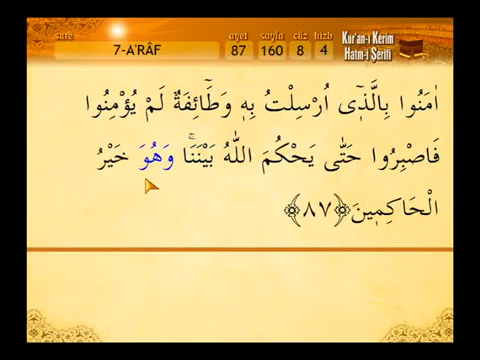 sûre ayet sayfa cüz hizb
7-A'RÂF 87 160 8 4
Kur'an-ı Kerim
Hatm-i Şerifi
اٰمَنُوا بِالَّذٖٓى اُرْسِلْتُ بِهٖ وَطَٓائِفَةٌ لَمْ يُؤْمِنُوا
فَاصْبِرُوا حَتّٰى يَحْكُمَ اللّٰهُ بَيْنَنَاۚ وَهُوَ خَيْرُ
الْحَاكِمٖينَ ﴿٨٧﴾